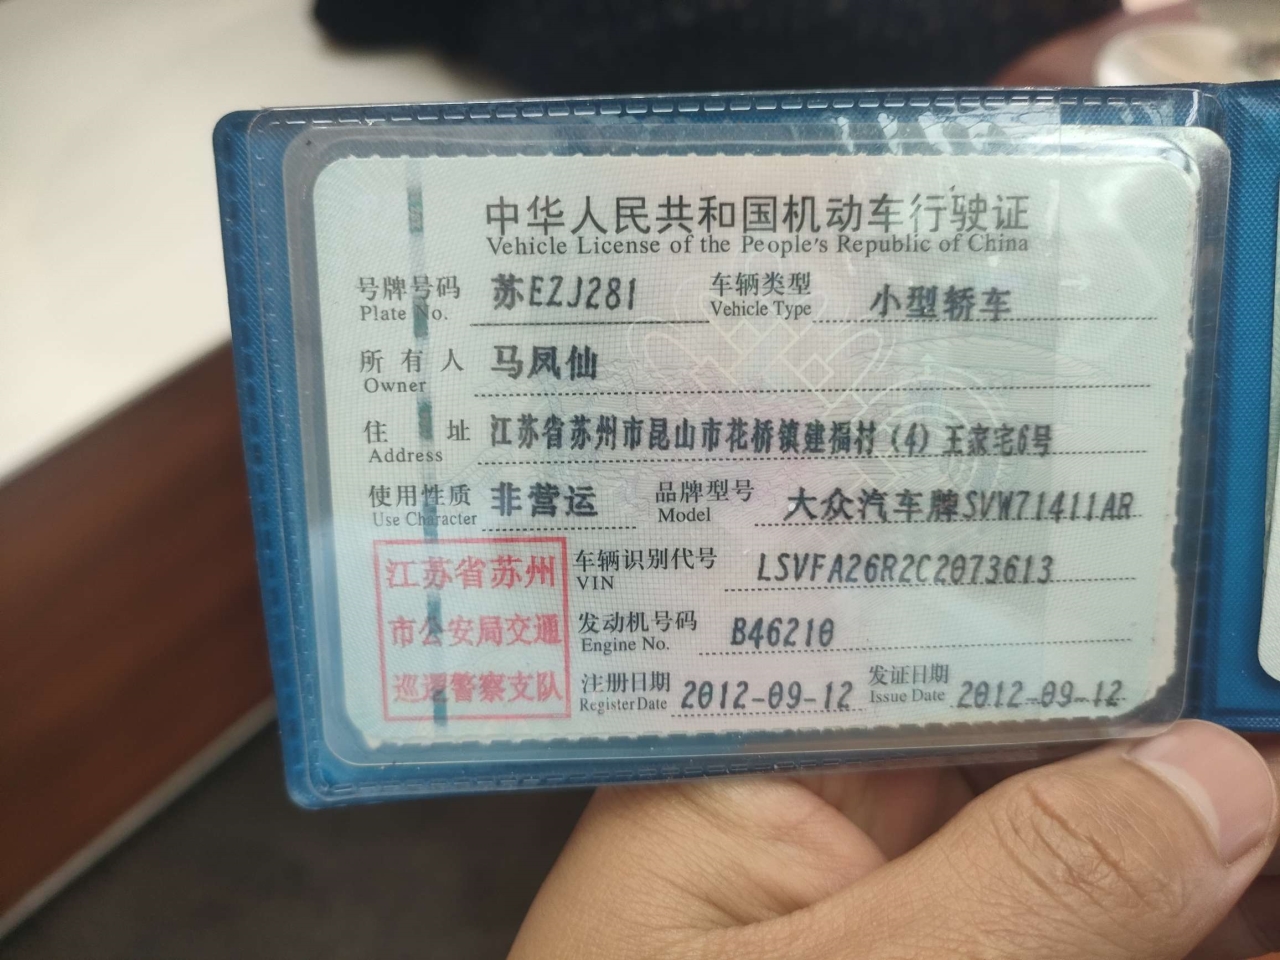 中华人民共和国机动车行驶证
Vehicle License of the People's Republic of China
号牌号码 苏EZJ281 车辆类型 小型轿车
Plate No. Vehicle Type
所有人 马凤仙
Owner
住址 江苏省苏州市昆山市花桥镇建福村(4)王家宅6号
Address
使用性质 非营运 品牌型号 大众汽车牌SVW71411AR
Use Character Model
江苏省苏州
市公安局交通
巡逻警察支队
车辆识别代号 LSVFA26R2C2073613
VIN
发动机号码 B46210
Engine No.
注册日期 2012-09-12 发证日期 2012-09-12
Register Date Issue Date